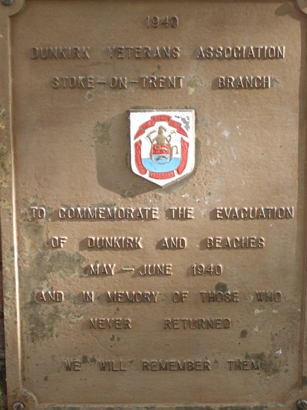 1940
DUNKIRK VETERANS ASSOCIATION
STOKE-ON-TRENT BRANCH
TO COMMEMORATE THE EVACUATION
OF DUNKIRK AND BEACHES
MAY-JUNE 1940
AND IN MEMORY OF THOSE WHO
NEVER RETURNED
WE WILL REMEMBER THEM